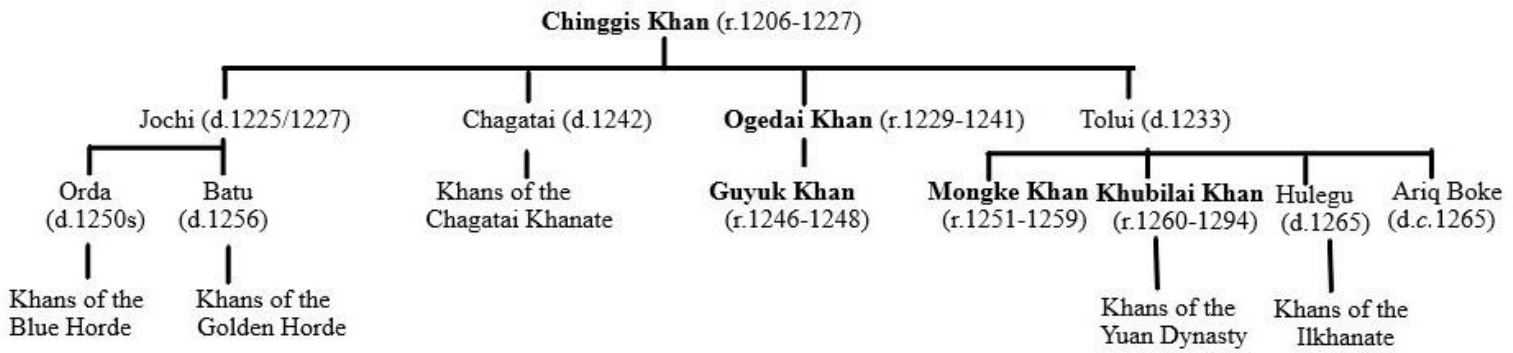 Chinggis Khan (r.1206-1227)
Jochi (d.1225/1227)
Chagatai (d.1242)
Ogedai Khan (r.1229-1241)
Tolui (d.1233)
Orda
(d.1250s)
Batu
(d.1256)
Khans of the
Chagatai Khanate
Guyuk Khan
(r.1246-1248)
Mongke Khan
(r.1251-1259)
Khubilai Khan
(r.1260-1294)
Hulegu
(d.1265)
Ariq Boke
(d.c.1265)
Khans of the
Blue Horde
Khans of the
Golden Horde
Khans of the
Yuan Dynasty
Khans of the
Ilkhanate